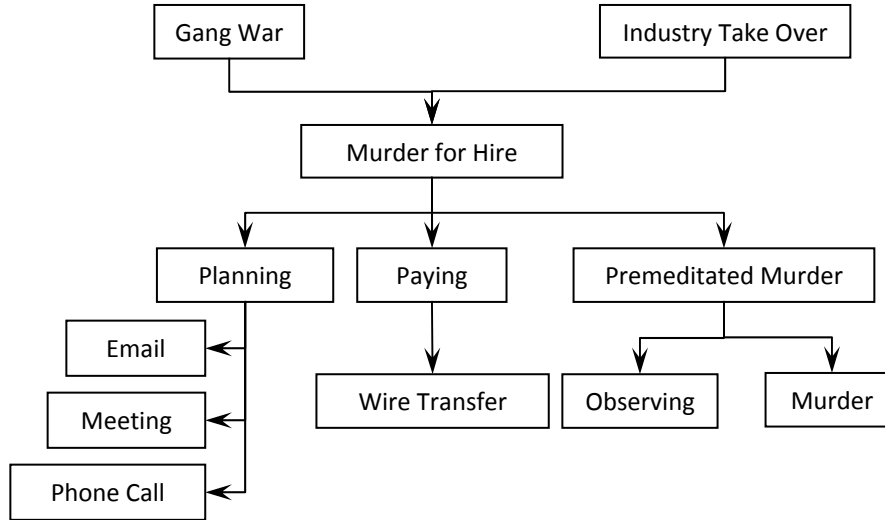 Gang War
Industry Take Over
Murder for Hire
Planning
Paying
Premeditated Murder
Email
Wire Transfer
Observing
Murder
Meeting
Phone Call